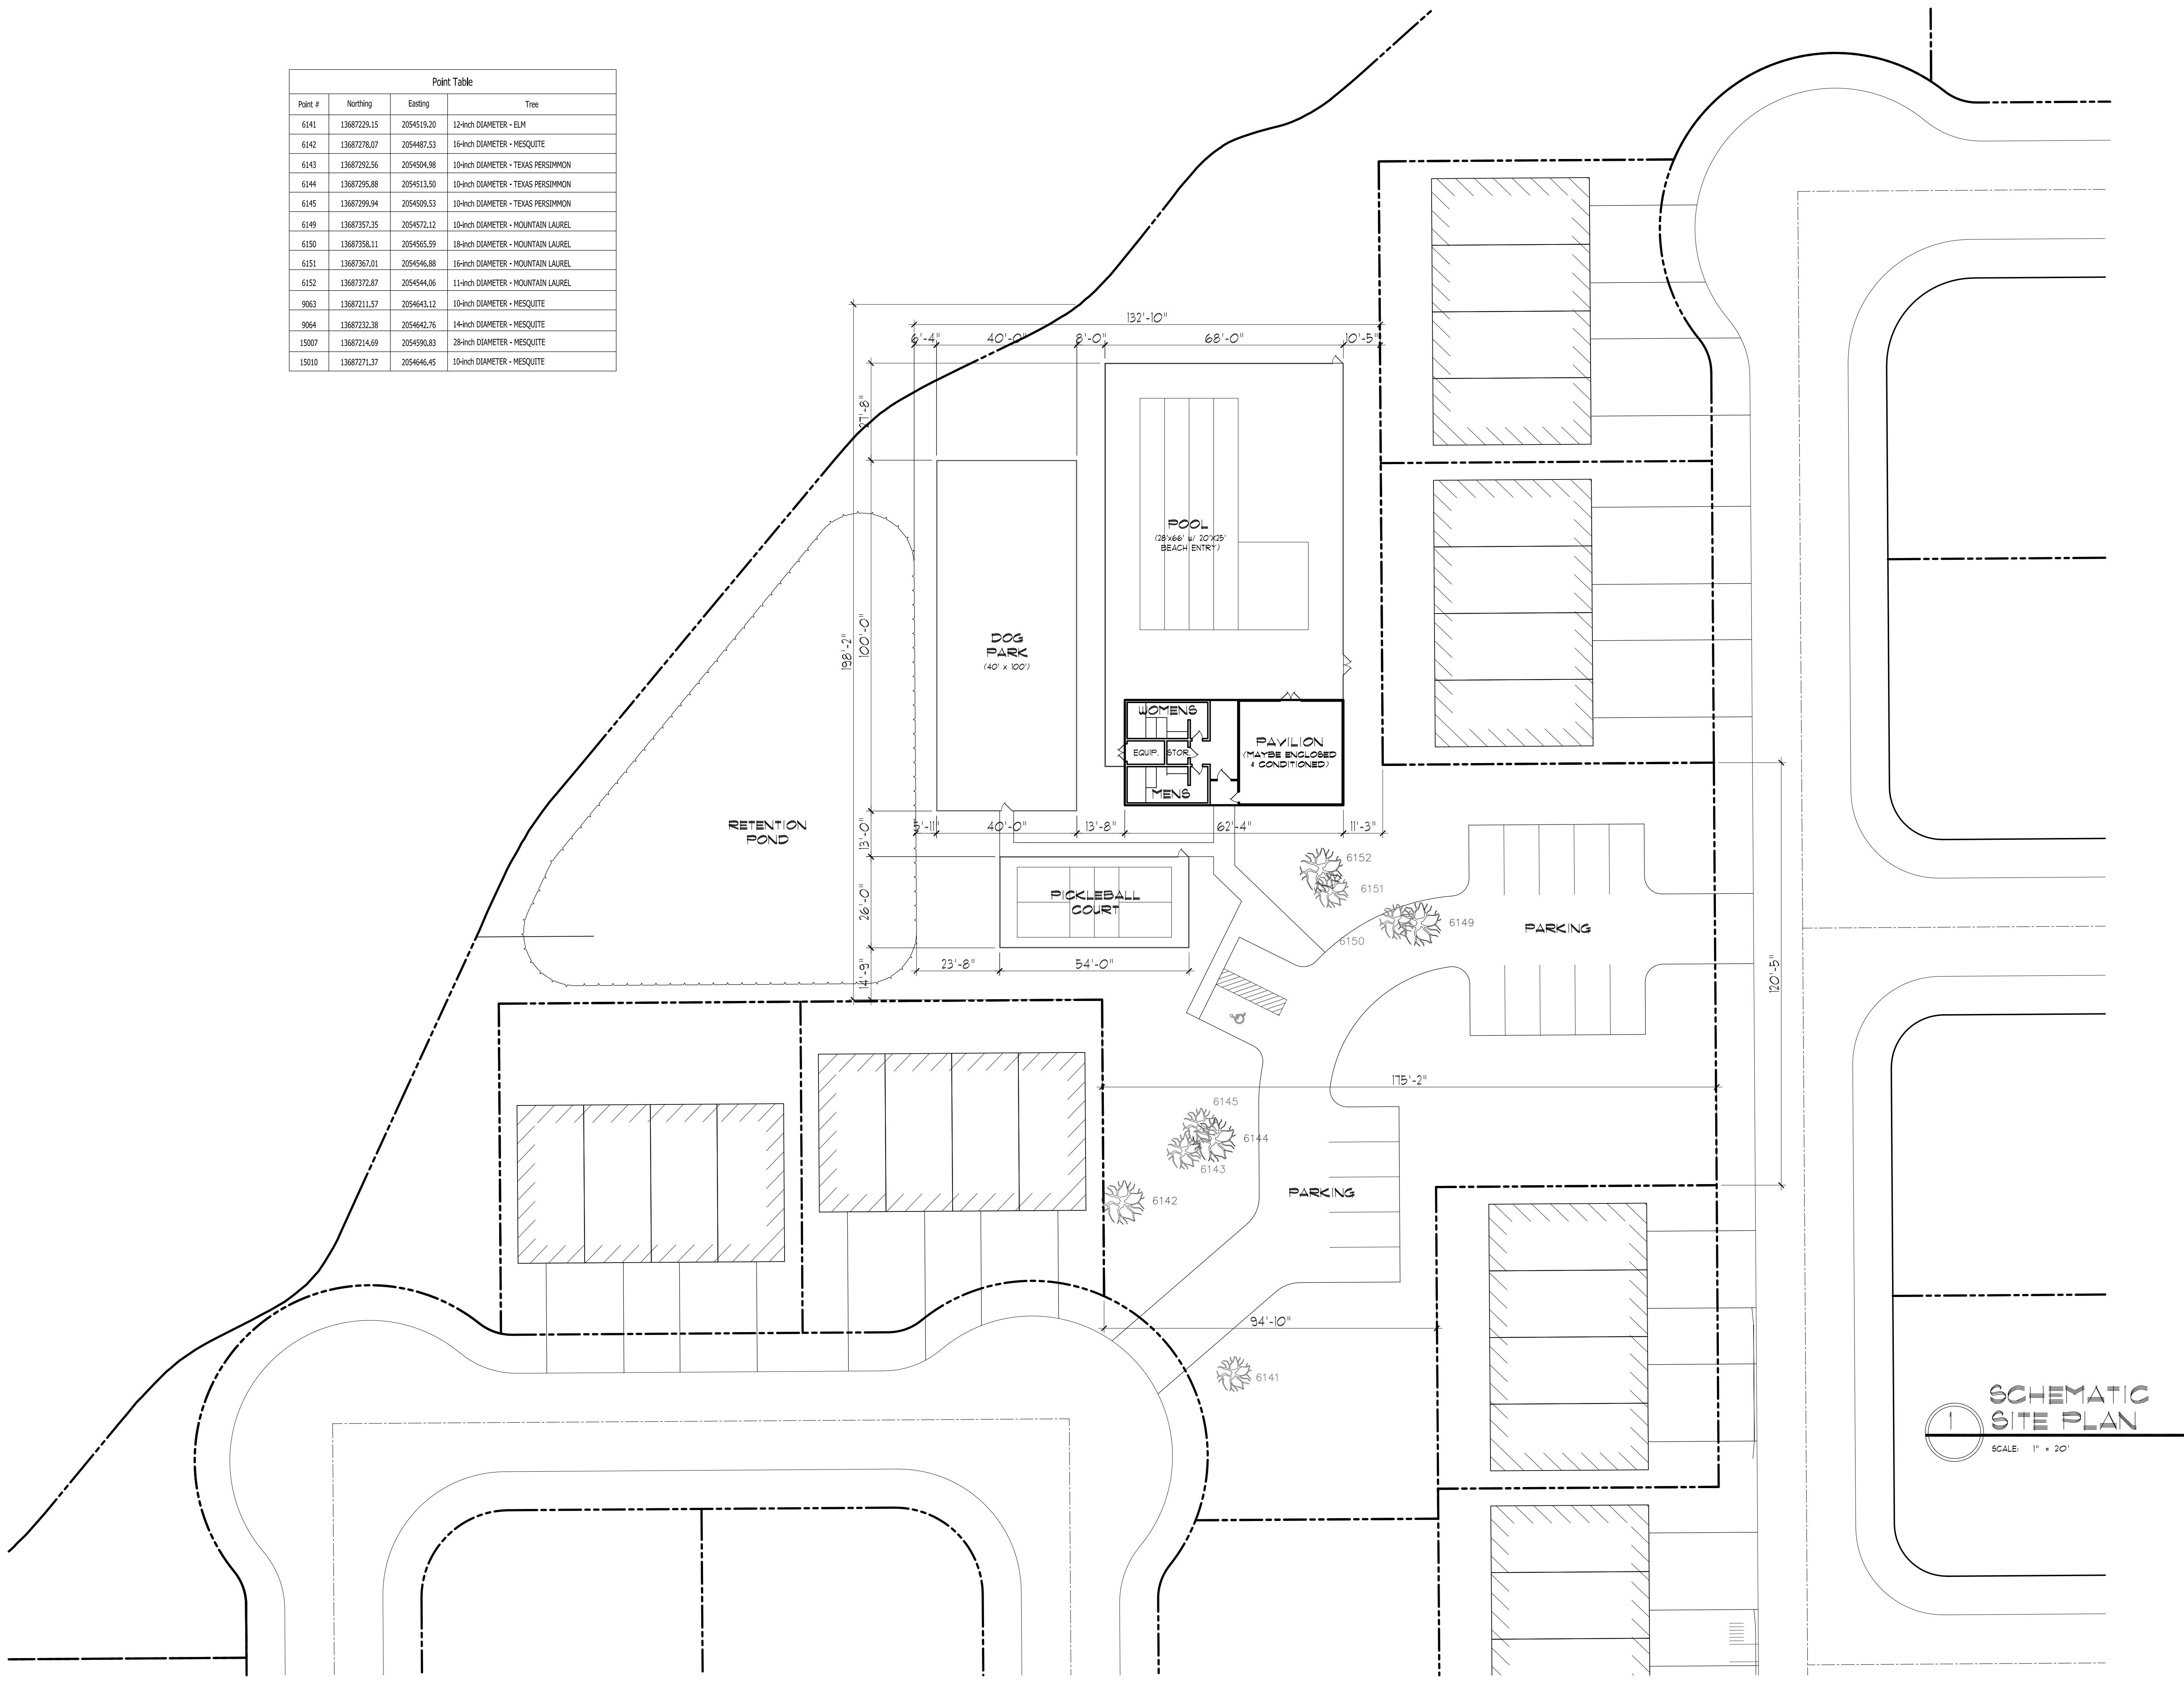 Point Table
Point # Northing Easting Tree
6141 13687229.15 2054519.20 12-inch DIAMETER - ELM
6142 13687278.07 2054487.53 16-inch DIAMETER - MESQUITE
6143 13687292.56 2054504.98 10-inch DIAMETER - TEXAS PERSIMMON
6144 13687295.88 2054513.50 10-inch DIAMETER - TEXAS PERSIMMON
6145 13687299.94 2054509.53 10-inch DIAMETER - TEXAS PERSIMMON
6149 13687357.35 2054572.12 10-inch DIAMETER - MOUNTAIN LAUREL
6150 13687358.11 2054565.59 18-inch DIAMETER - MOUNTAIN LAUREL
6151 13687367.01 2054546.88 16-inch DIAMETER - MOUNTAIN LAUREL
6152 13687372.87 2054544.06 11-inch DIAMETER - MOUNTAIN LAUREL
9063 13687211.57 2054643.12 10-inch DIAMETER - MESQUITE
9064 13687232.38 2054642.76 14-inch DIAMETER - MESQUITE
15007 13687214.69 2054590.83 28-inch DIAMETER - MESQUITE
15010 13687271.37 2054646.45 10-inch DIAMETER - MESQUITE
132'-10"
6'-4" 40'-0" 8'-0" 68'-0" 10'-5"
27'-8"
198'-2"
100'-0"
POOL
(28'x66' w/ 20'X25'
BEACH ENTRY)
DOG
PARK
(40' x 100')
WOMENS
EQUIP. STOR.
MENS
PAVILION
(MAYBE ENCLOSED
& CONDITIONED)
RETENTION
POND
13'-0"
5'-11" 40'-0" 13'-8" 62'-4" 11'-3"
6152
6151
6149
6150
PICKLEBALL
COURT
26'-0"
PARKING
14'-9"
23'-8" 54'-0"
120'-5"
175'-2"
6145
6144
6143
6142
PARKING
94'-10"
6141
1
SCHEMATIC
SITE PLAN
SCALE: 1" = 20'